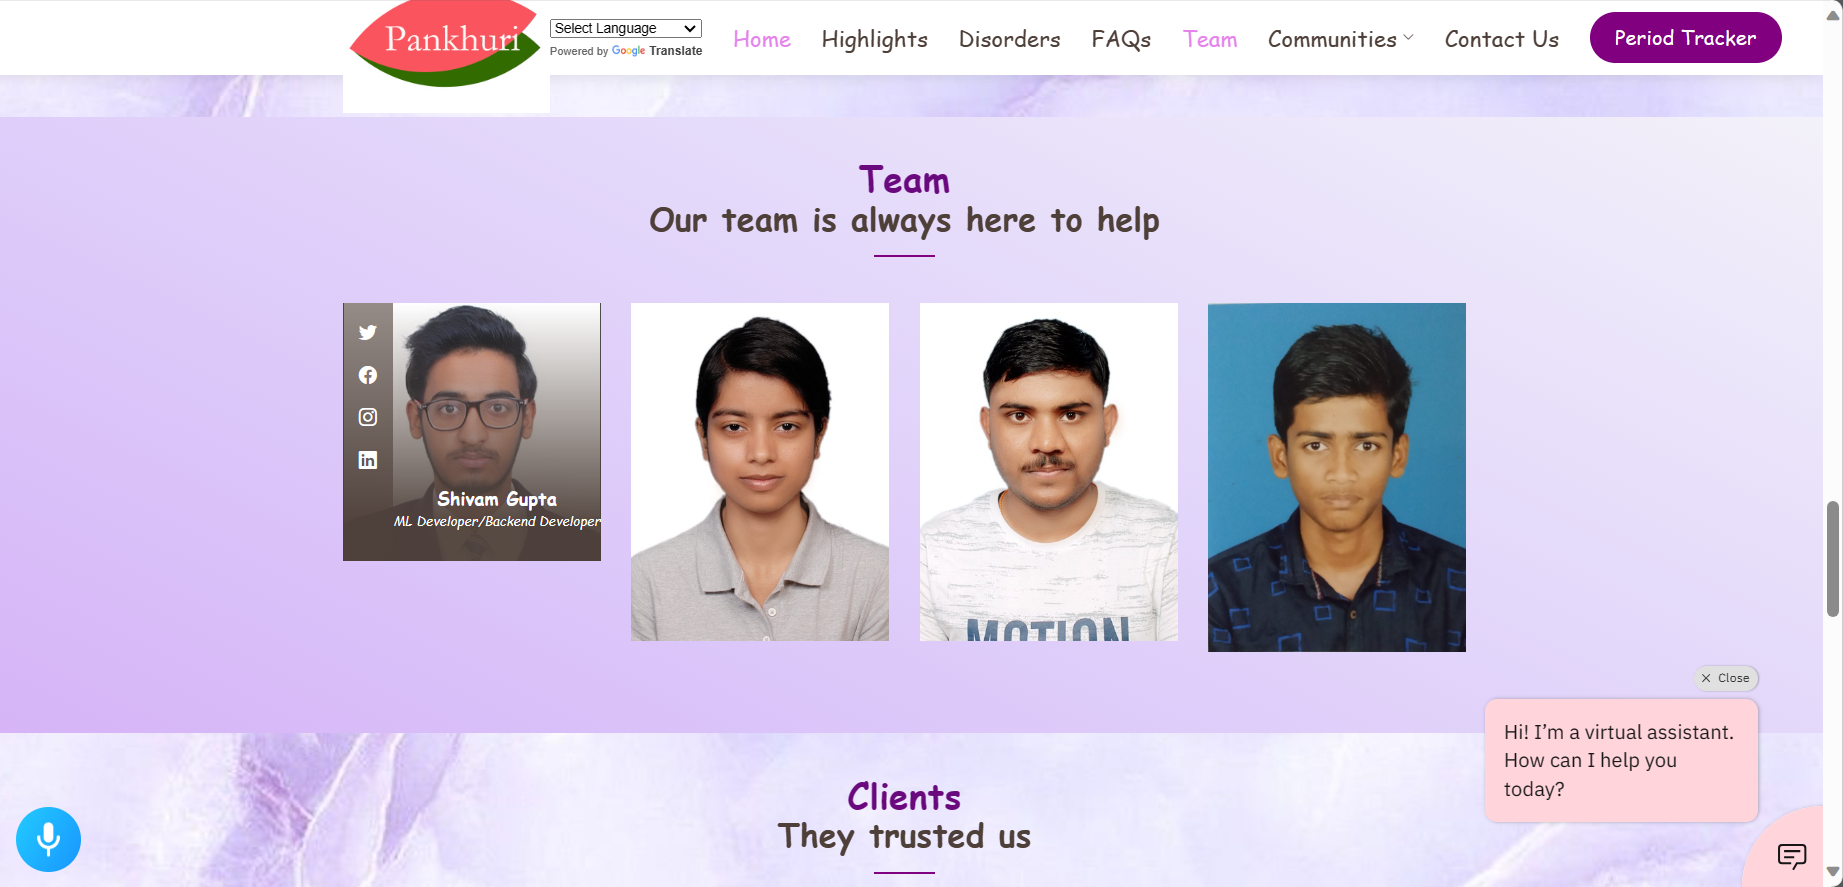 Pankhuri
Select Language
Powered by Google Translate
Home
Highlights
Disorders
FAQs
Team
Communities
Contact Us
Period Tracker
Team
Our team is always here to help
Shivam Gupta
ML Developer/Backend Developer
MOTION
Close
Hi! I’m a virtual assistant.
How can I help you
today?
Clients
They trusted us